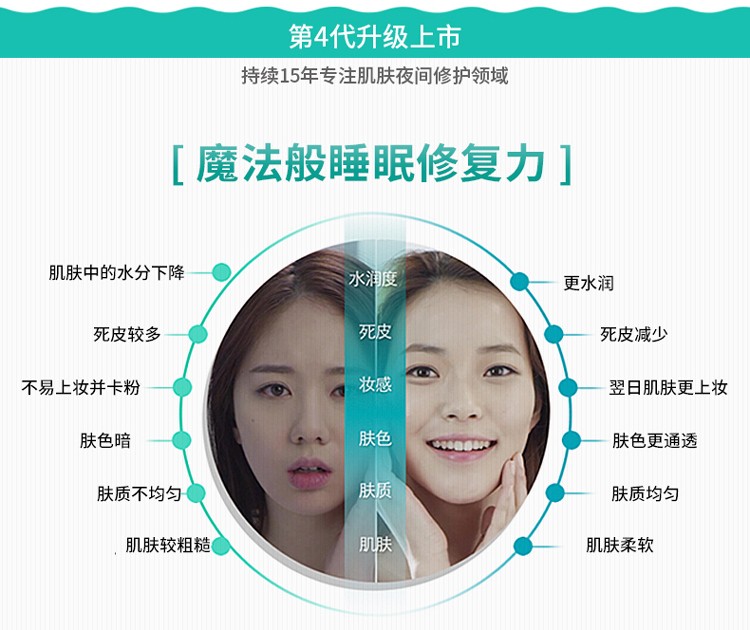 第4代升级上市
持续15年专注肌肤夜间修护领域
[ 魔法般睡眠修复力 ]
肌肤中的水分下降 水润度 更水润
死皮较多 死皮 死皮减少
不易上妆并卡粉 妆感 翌日肌肤更上妆
肤色暗 肤色 肤色更通透
肤质不均匀 肤质 肤质均匀
肌肤较粗糙 肌肤 肌肤柔软